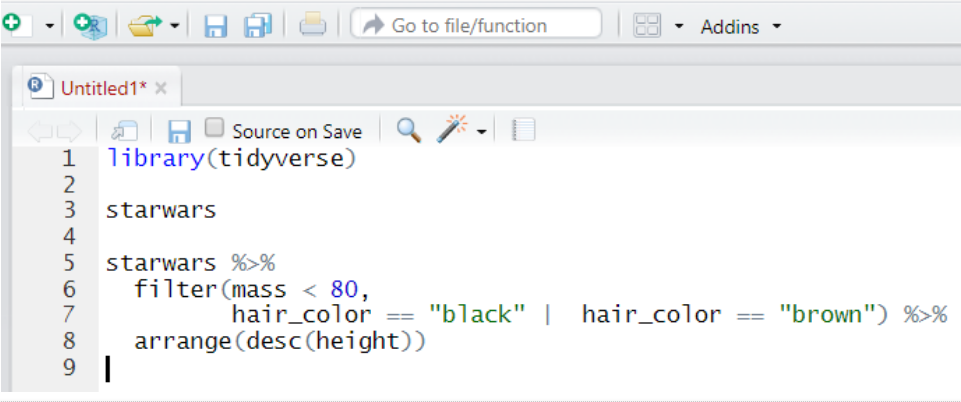 Go to file/function Addins
Untitled1*
Source on Save
1 library(tidyverse)
2
3 starwars
4
5 starwars %>%
6   filter(mass < 80,
7          hair_color == "black" |  hair_color == "brown") %>%
8   arrange(desc(height))
9